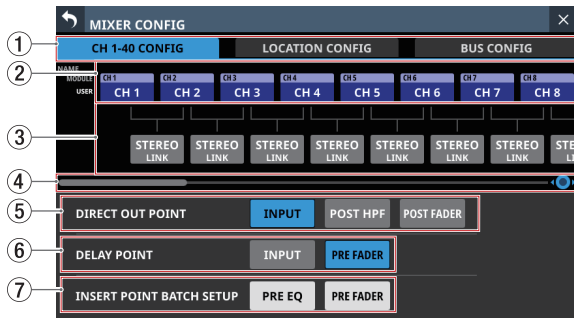 MIXER CONFIG
1
CH 1-40 CONFIG LOCATION CONFIG BUS CONFIG
2
NAME
MODULE CH 1 CH 2 CH 3 CH 4 CH 5 CH 6 CH 7 CH 8
USER CH 1 CH 2 CH 3 CH 4 CH 5 CH 6 CH 7 CH 8
3
STEREO STEREO STEREO STEREO STEREO STEREO STEREO STE
LINK LINK LINK LINK LINK LINK LINK L
4
5 DIRECT OUT POINT INPUT POST HPF POST FADER
6 DELAY POINT INPUT PRE FADER
7 INSERT POINT BATCH SETUP PRE EQ PRE FADER